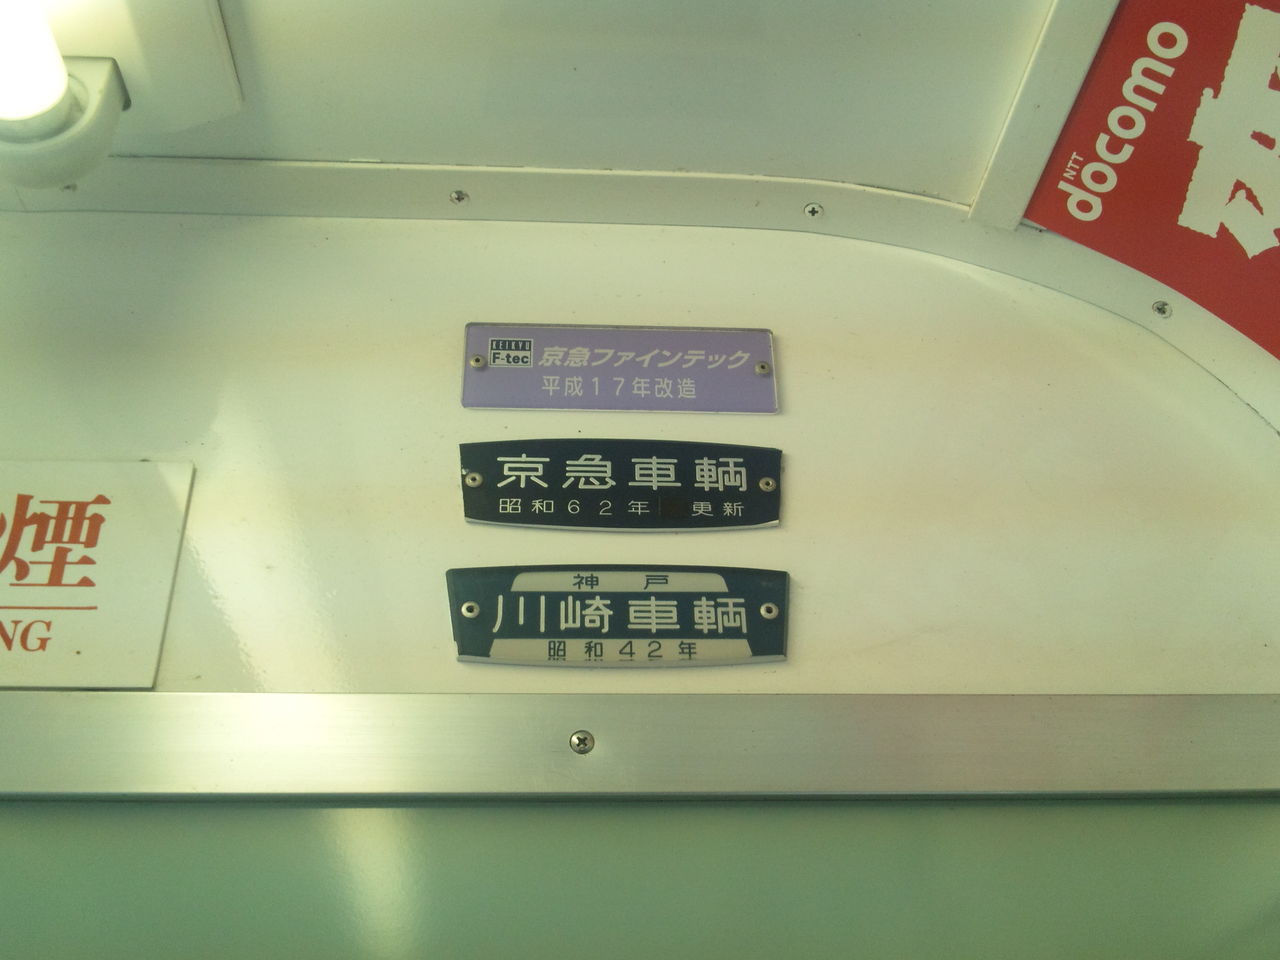 NTT
docomo
KEIKYU
F-tec
京急ファインテック
平成17年改造
京急車輌
昭和62年 更新
神戸
川崎車輌
昭和42年
煙
NG